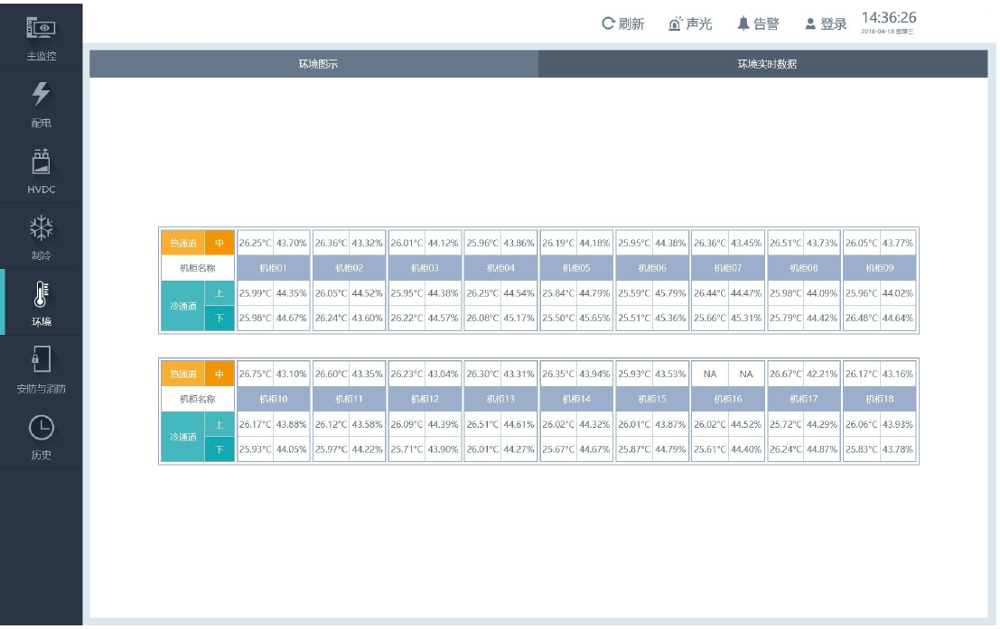 刷新 声光 告警 登录 14:36:26
2018-04-18 星期三
主监控
配电
HVDC
制冷
环境
安防与消防
历史
环境图示 环境实时数据
热通道 中 26.25°C 43.70% 26.36°C 43.32% 26.01°C 44.12% 25.96°C 43.86% 26.19°C 44.18% 25.95°C 44.38% 26.36°C 43.45% 26.51°C 43.73% 26.05°C 43.77%
机柜名称 机柜01 机柜02 机柜03 机柜04 机柜05 机柜06 机柜07 机柜08 机柜09
冷通道 上 25.99°C 44.35% 26.05°C 44.52% 25.95°C 44.38% 26.25°C 44.54% 25.84°C 44.79% 25.59°C 45.79% 26.44°C 44.47% 25.98°C 44.09% 25.96°C 44.02%
下 25.98°C 44.67% 26.24°C 43.60% 26.22°C 44.57% 26.08°C 45.17% 25.50°C 45.65% 25.51°C 45.36% 25.66°C 45.31% 25.79°C 44.42% 26.48°C 44.64%
热通道 中 26.75°C 43.10% 26.60°C 43.35% 26.23°C 43.04% 26.30°C 43.31% 26.35°C 43.94% 25.93°C 43.53% NA NA 26.67°C 42.21% 26.17°C 43.16%
机柜名称 机柜10 机柜11 机柜12 机柜13 机柜14 机柜15 机柜16 机柜17 机柜18
冷通道 上 26.17°C 43.88% 26.12°C 43.58% 26.09°C 44.39% 26.51°C 44.61% 26.02°C 44.32% 26.01°C 43.87% 26.02°C 44.52% 25.72°C 44.29% 26.06°C 43.93%
下 25.93°C 44.05% 25.97°C 44.22% 25.71°C 43.90% 26.01°C 44.27% 25.67°C 44.67% 25.87°C 44.79% 25.61°C 44.40% 26.24°C 44.87% 25.83°C 43.78%